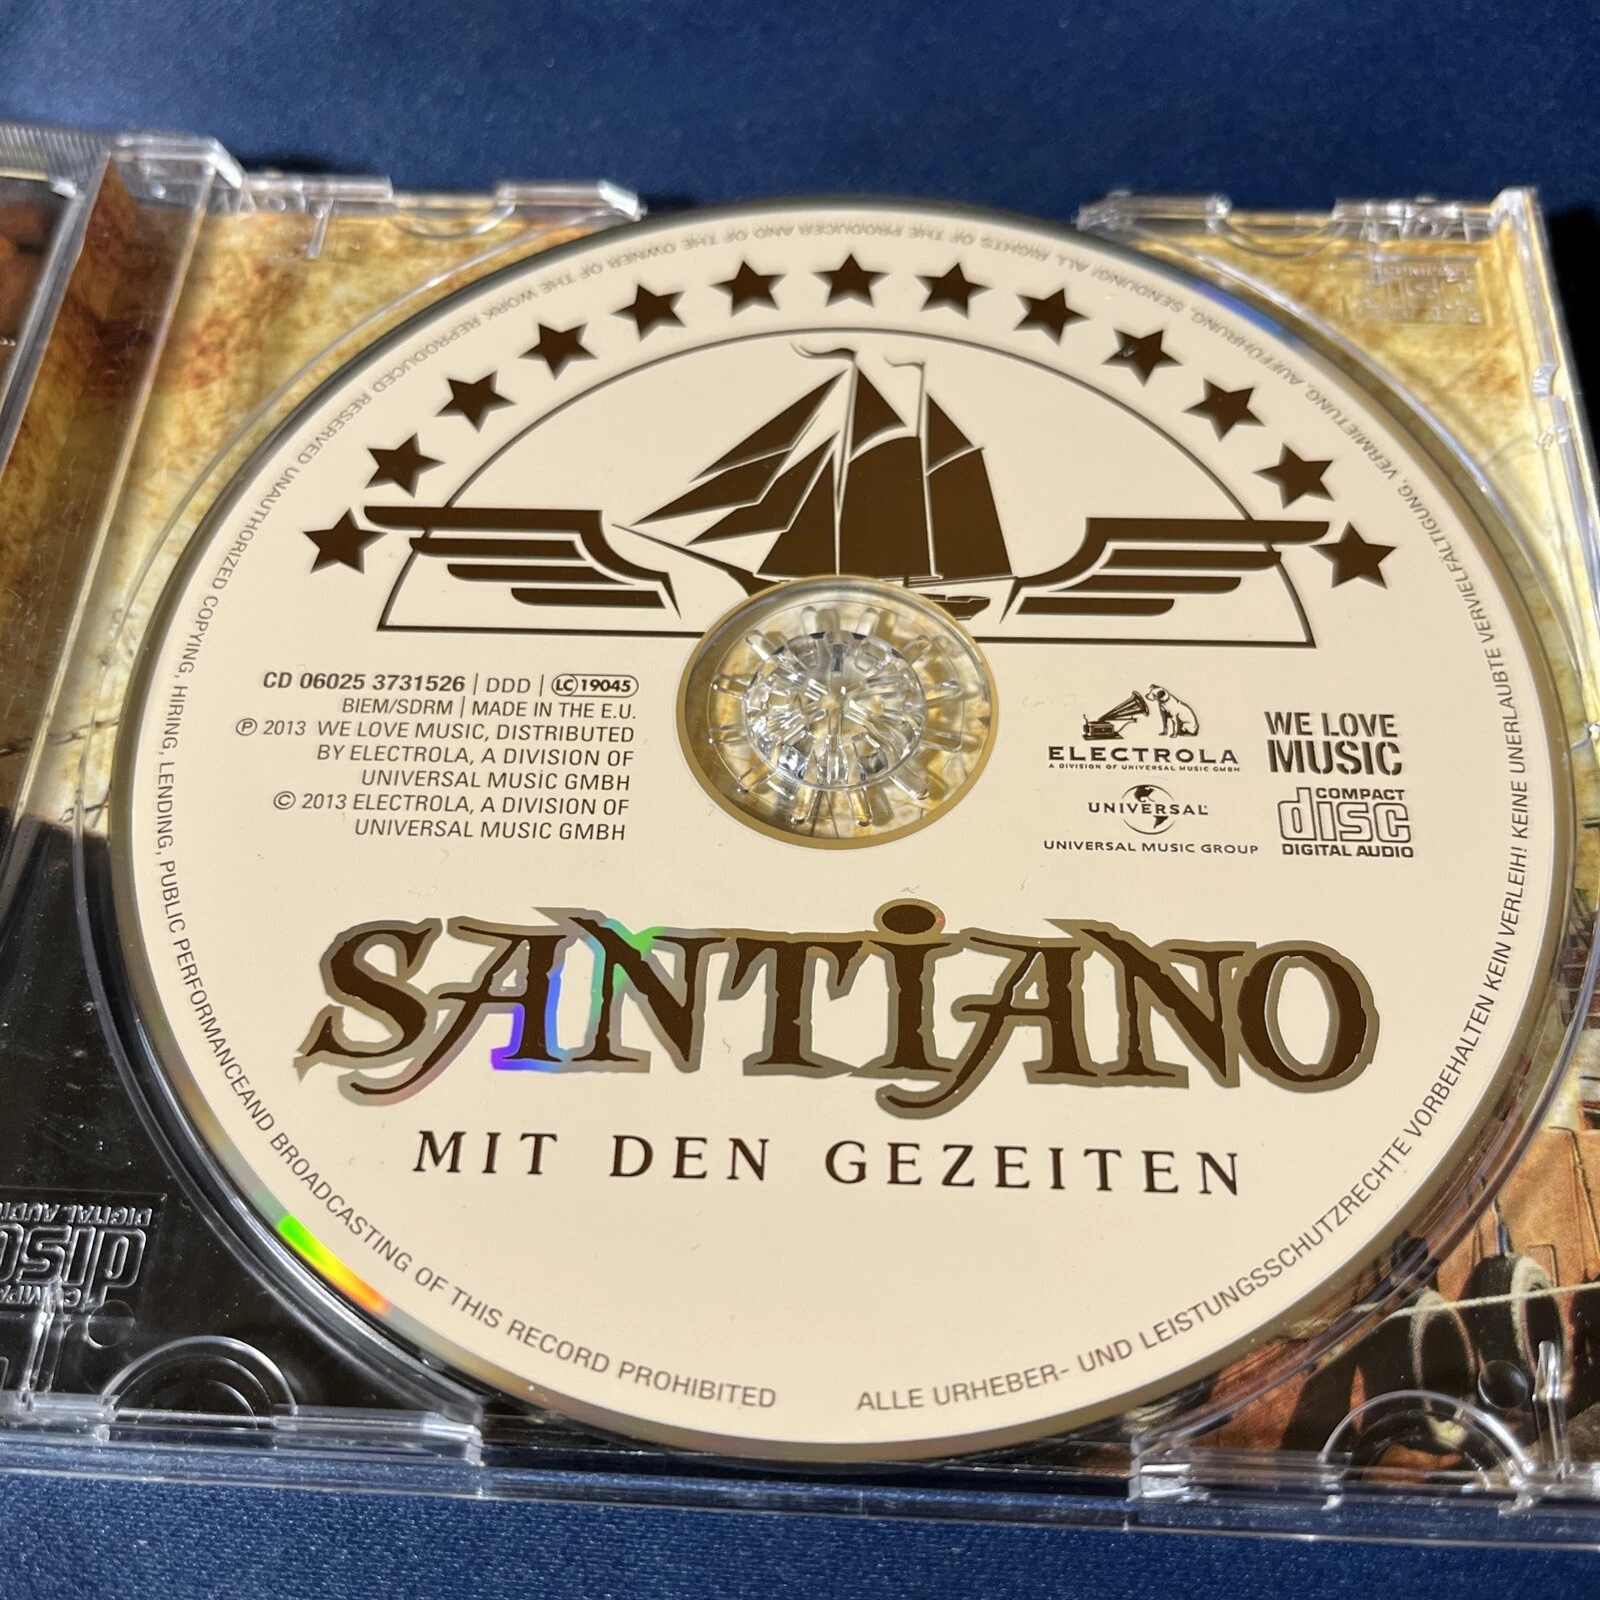 CD 06025 3731526 | DDD | LC 19045
BIEM/SDRM | MADE IN THE E.U.
℗ 2013 WE LOVE MUSIC, DISTRIBUTED
BY ELECTROLA, A DIVISION OF
UNIVERSAL MUSIC GMBH
© 2013 ELECTROLA, A DIVISION OF
UNIVERSAL MUSIC GMBH
ELECTROLA
A DIVISION OF UNIVERSAL MUSIC GMBH
WE LOVE
MUSIC
UNIVERSAL
UNIVERSAL MUSIC GROUP
COMPACT
disc
DIGITAL AUDIO
SANTIANO
MIT DEN GEZEITEN
ALLE URHEBER- UND LEISTUNGSSCHUTZRECHTE VORBEHALTEN KEIN VERLEIH! KEINE UNERLAUBTE VERVIELFÄLTIGUNG, VERMIETUNG, AUFFÜHRUNG, SENDUNG! ALL RIGHTS OF THE PRODUCER AND OF THE OWNER OF THE WORK REPRODUCED RESERVED UNAUTHORIZED COPYING, HIRING, LENDING, PUBLIC PERFORMANCEAND BROADCASTING OF THIS RECORD PROHIBITED
COMPACT
disc
DIGITAL AUDIO